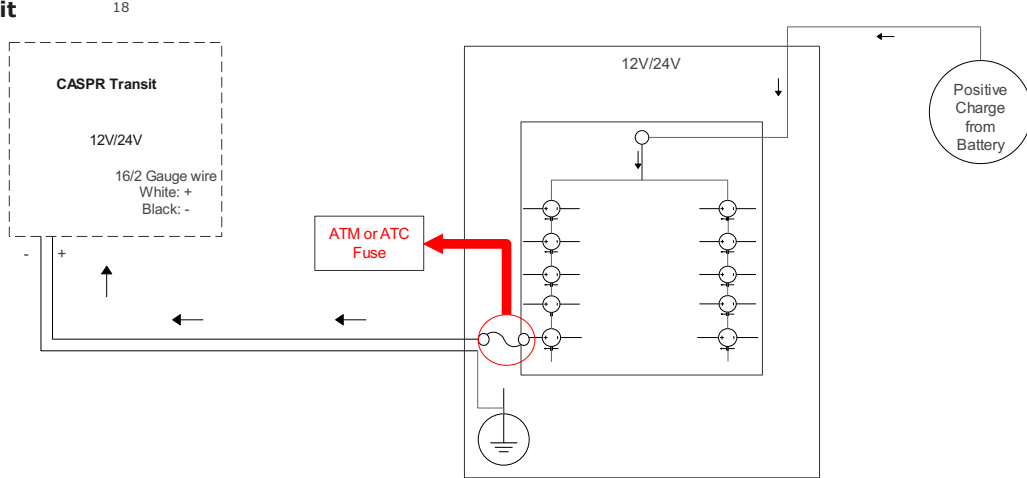 it
18
CASPR Transit
12V/24V
16/2 Gauge wire
White: +
Black: -
-
+
ATM or ATC
Fuse
12V/24V
Positive
Charge
from
Battery